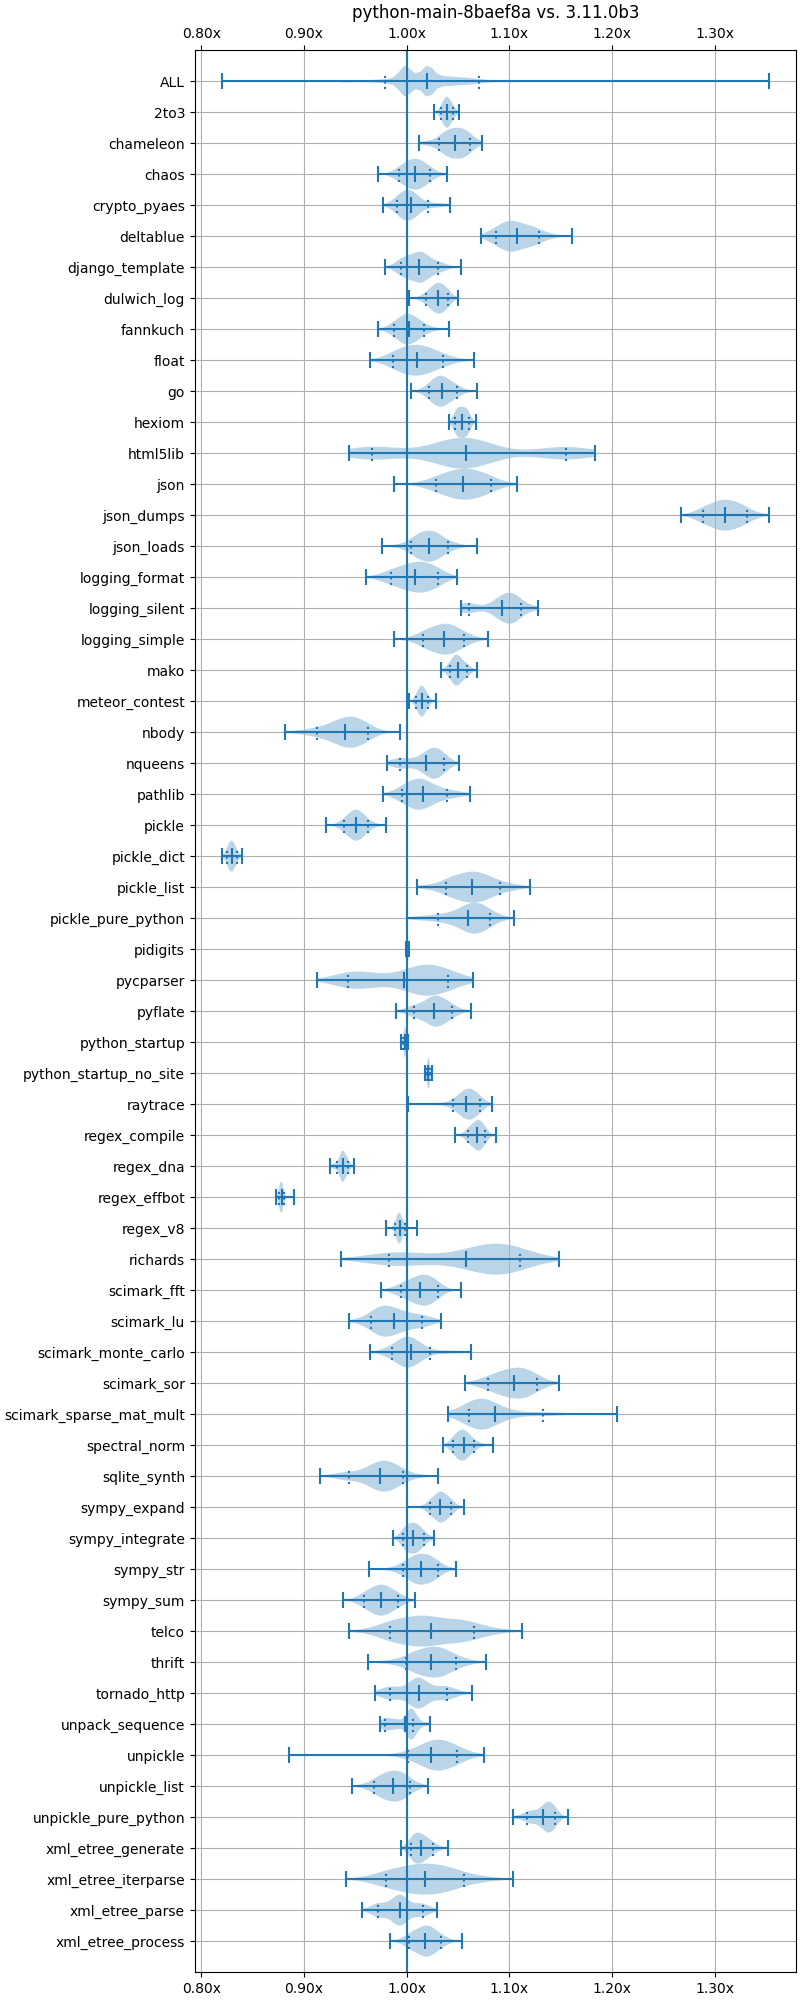 python-main-8baef8a vs. 3.11.0b3
0.80x 0.90x 1.00x 1.10x 1.20x 1.30x
ALL
2to3
chameleon
chaos
crypto_pyaes
deltablue
django_template
dulwich_log
fannkuch
float
go
hexiom
html5lib
json
json_dumps
json_loads
logging_format
logging_silent
logging_simple
mako
meteor_contest
nbody
nqueens
pathlib
pickle
pickle_dict
pickle_list
pickle_pure_python
pidigits
pycparser
pyflate
python_startup
python_startup_no_site
raytrace
regex_compile
regex_dna
regex_effbot
regex_v8
richards
scimark_fft
scimark_lu
scimark_monte_carlo
scimark_sor
scimark_sparse_mat_mult
spectral_norm
sqlite_synth
sympy_expand
sympy_integrate
sympy_str
sympy_sum
telco
thrift
tornado_http
unpack_sequence
unpickle
unpickle_list
unpickle_pure_python
xml_etree_generate
xml_etree_iterparse
xml_etree_parse
xml_etree_process
0.80x 0.90x 1.00x 1.10x 1.20x 1.30x